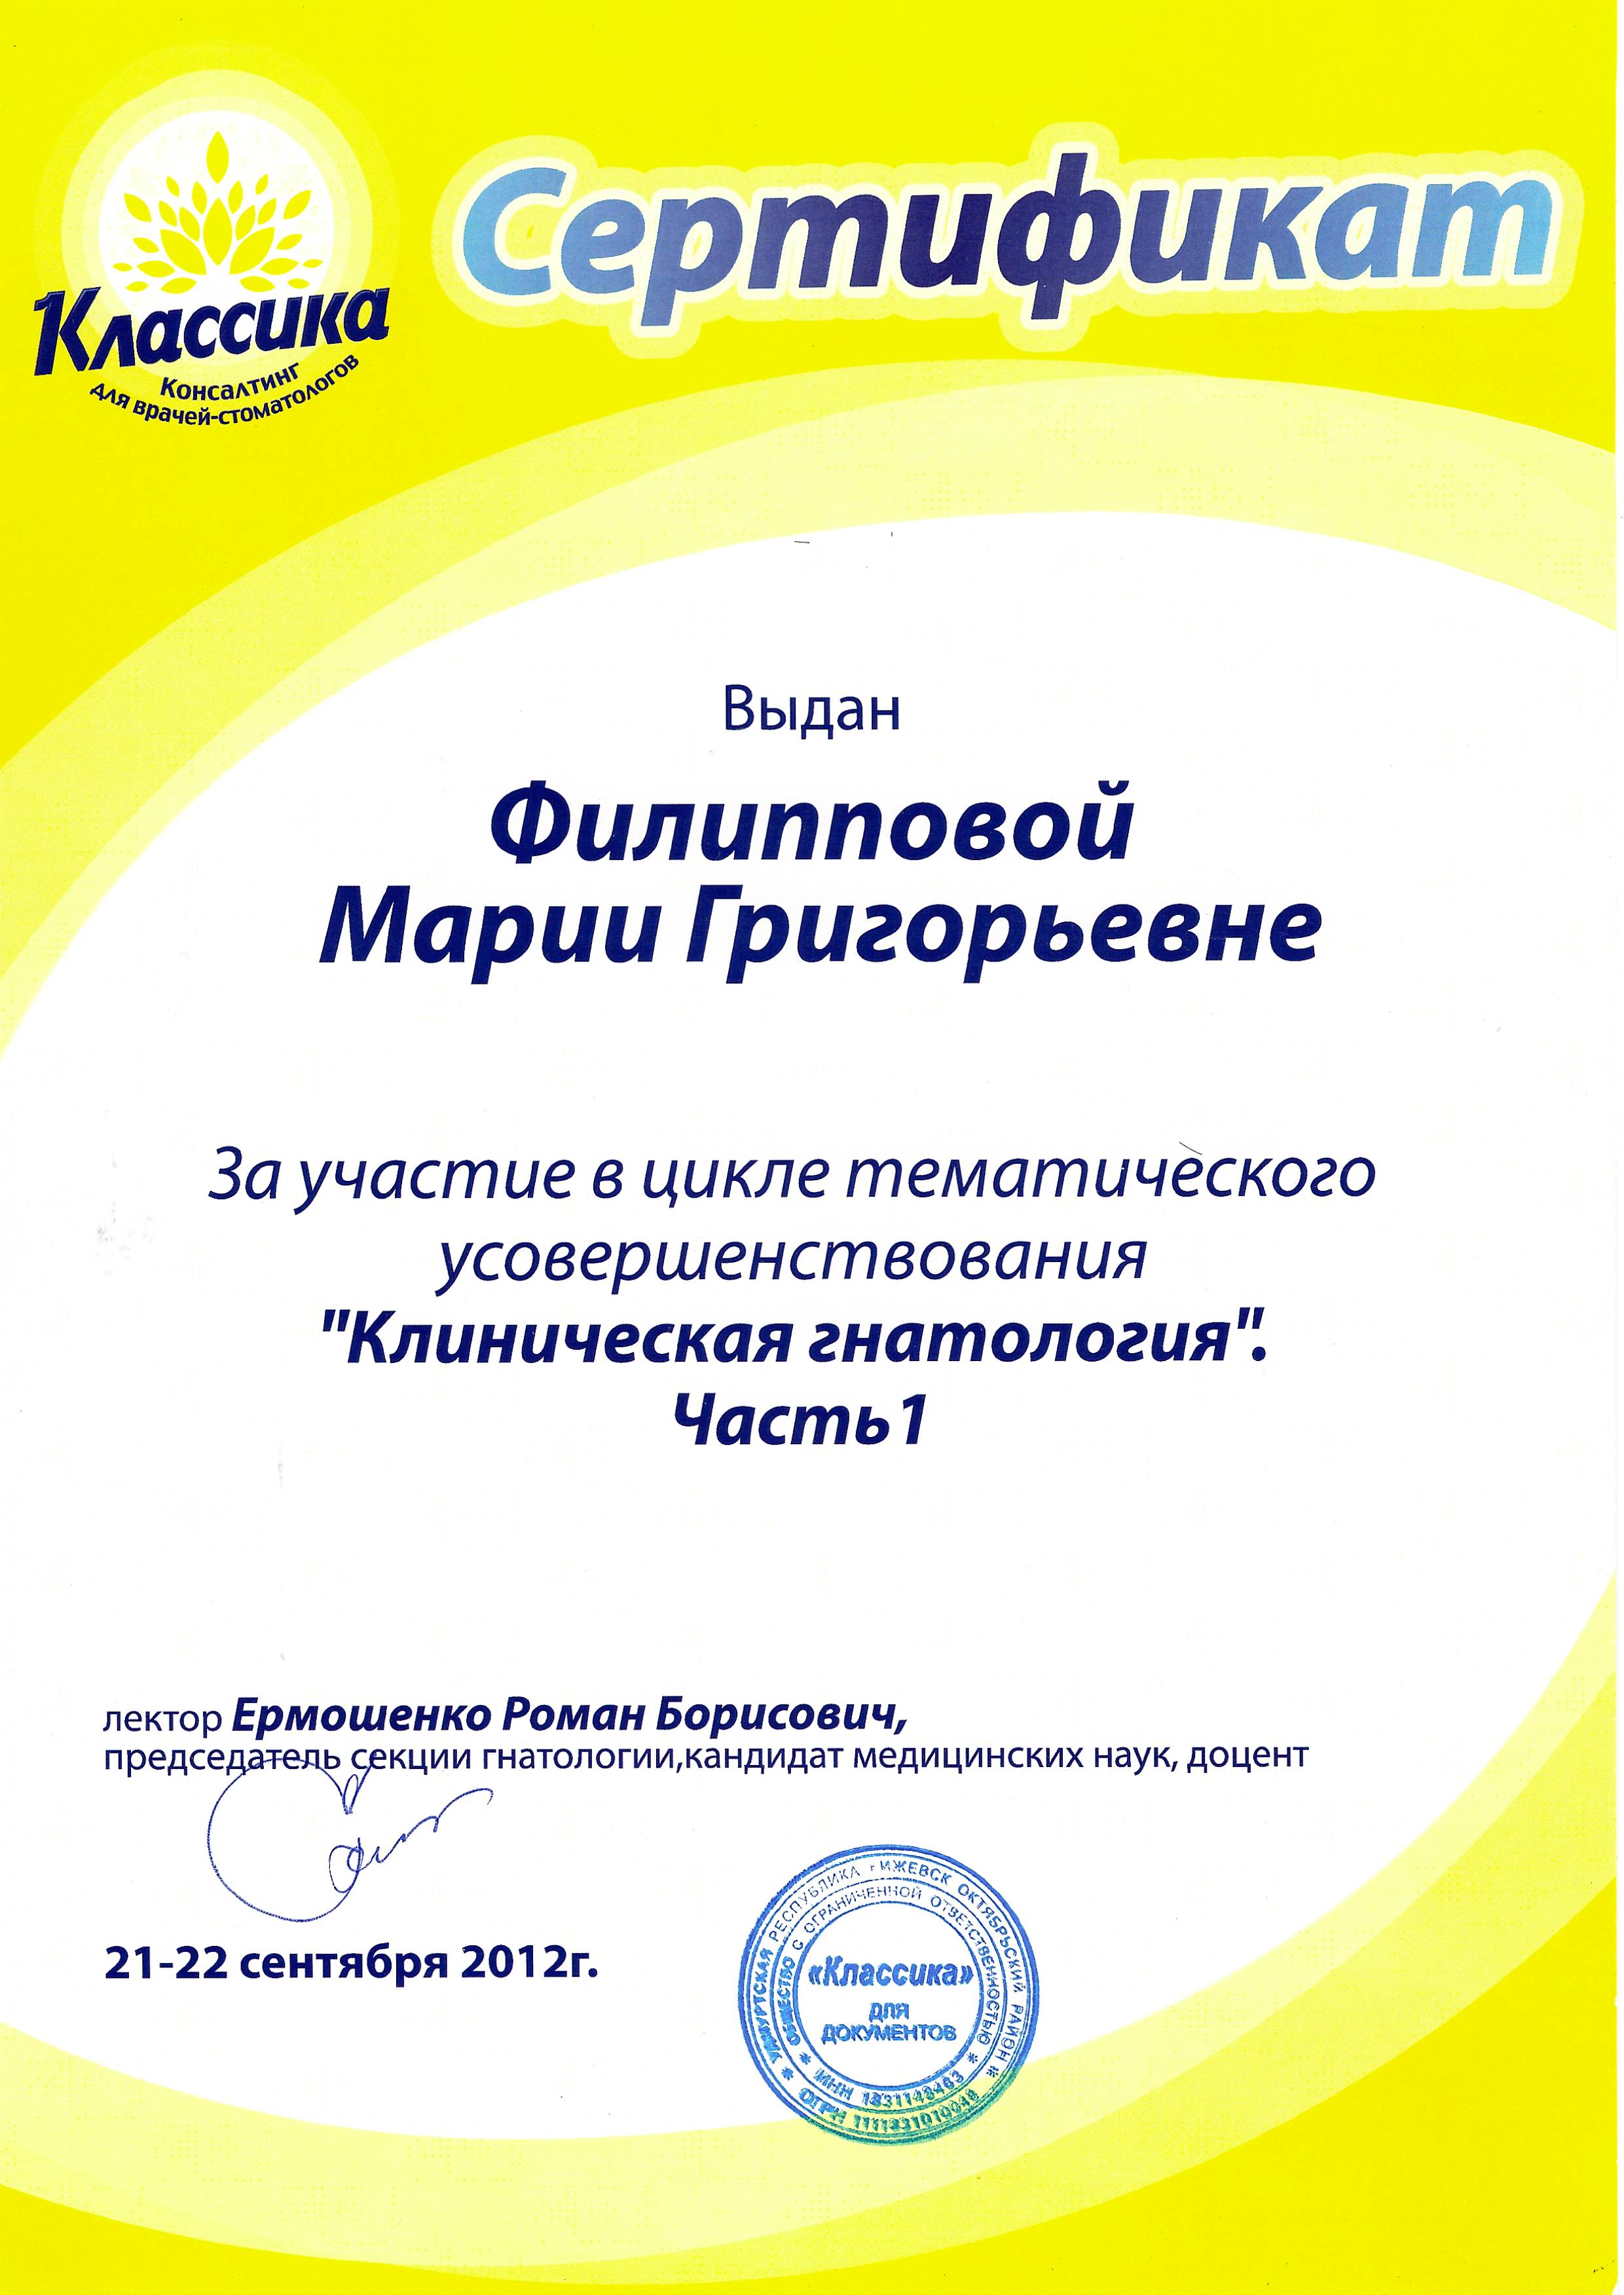 Классика
Консалтинг
для врачей-стоматологов
Сертификат
Выдан
Филипповой
Марии Григорьевне
За участие в цикле тематического
усовершенствования
"Клиническая гнатология".
Часть1
лектор Ермошенко Роман Борисович,
председатель секции гнатологии,кандидат медицинских наук, доцент
21-22 сентября 2012г.
УДМУРТСКАЯ РЕСПУБЛИКА г ИЖЕВСК ОКТЯБРЬСКИЙ РАЙОН
ОБЩЕСТВО С ОГРАНИЧЕННОЙ ОТВЕТСТВЕННОСТЬЮ
«Классика»
ДЛЯ
ДОКУМЕНТОВ
ИНН
ОГРН